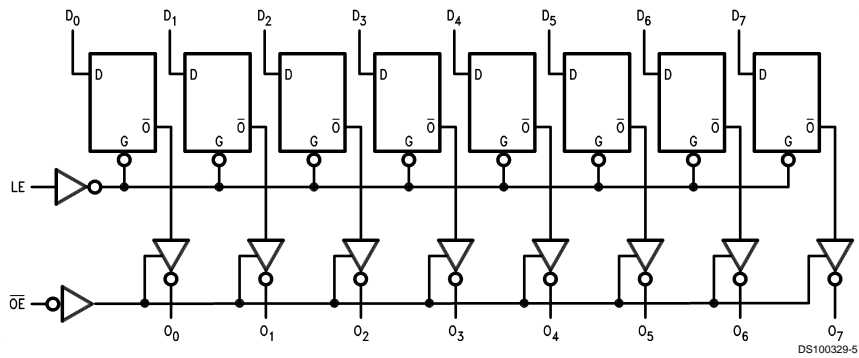 D₀ D₁ D₂ D₃ D₄ D₅ D₆ D₇
D D D D D D D D
O̅ O̅ O̅ O̅ O̅ O̅ O̅ O̅
G G G G G G G G
LE
O̅E̅
O₀ O₁ O₂ O₃ O₄ O₅ O₆ O₇
DS100329-5